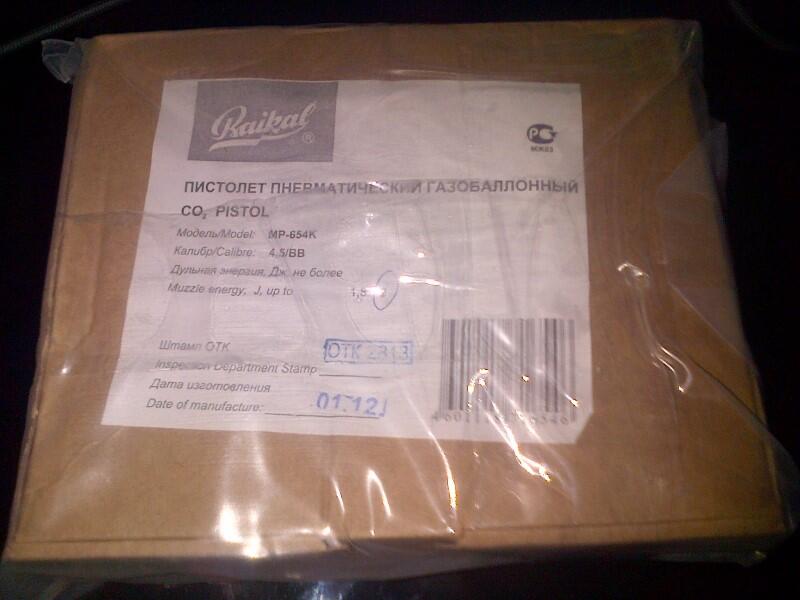 Baikal ®
ПИСТОЛЕТ ПНЕВМАТИЧЕСКИЙ ГАЗОБАЛЛОННЫЙ
CO₂ PISTOL
Модель/Model: MP-654K
Калибр/Calibre: 4,5/BB
Дульная энергия, Дж, не более
Muzzle energy, J, up to
Штамп ОТК ОТК 2313
Inspection Department Stamp
Дата изготовления
Date of manufacture: 01.12